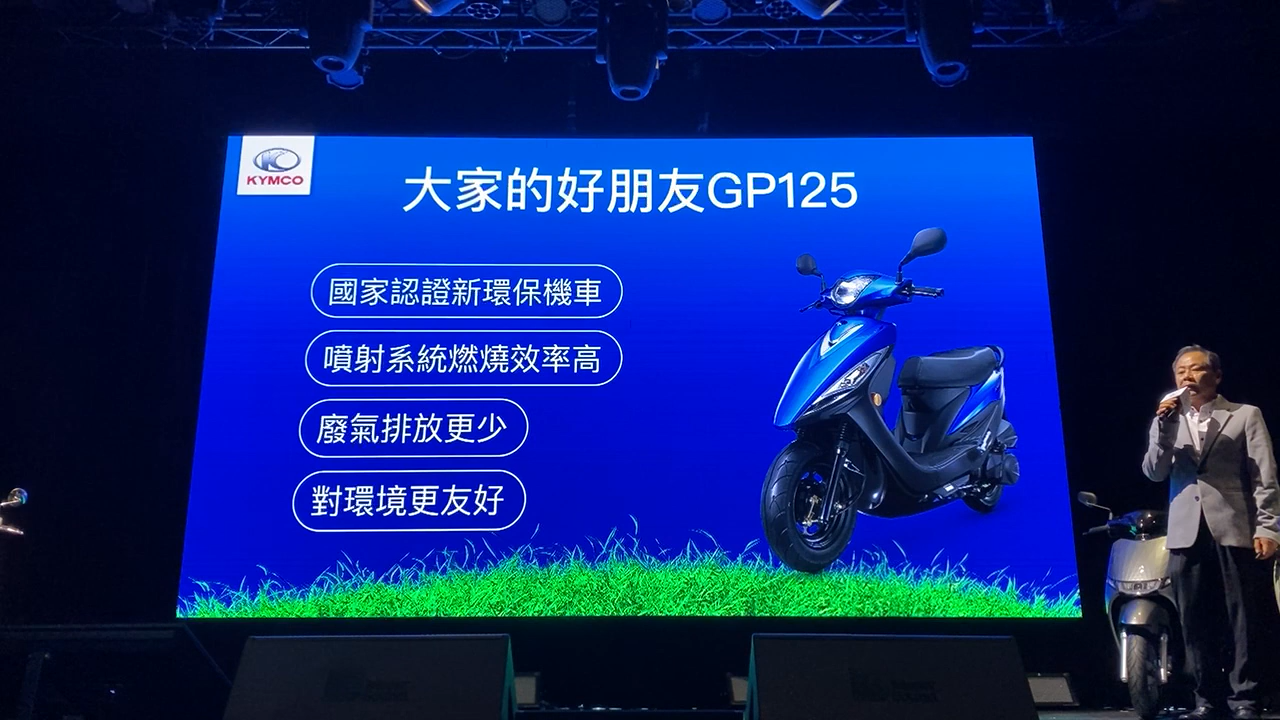 KYMCO
大家的好朋友GP125
國家認證新環保機車
噴射系統燃燒效率高
廢氣排放更少
對環境更友好